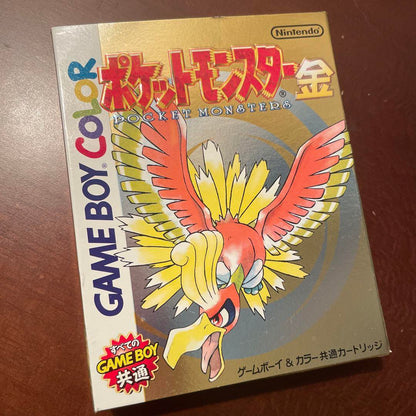 Nintendo
GAME BOY COLOR
ポケットモンスター金
POCKET MONSTERS
すべての
GAME BOY
共通
ゲームボーイ & カラー 共通カートリッジ